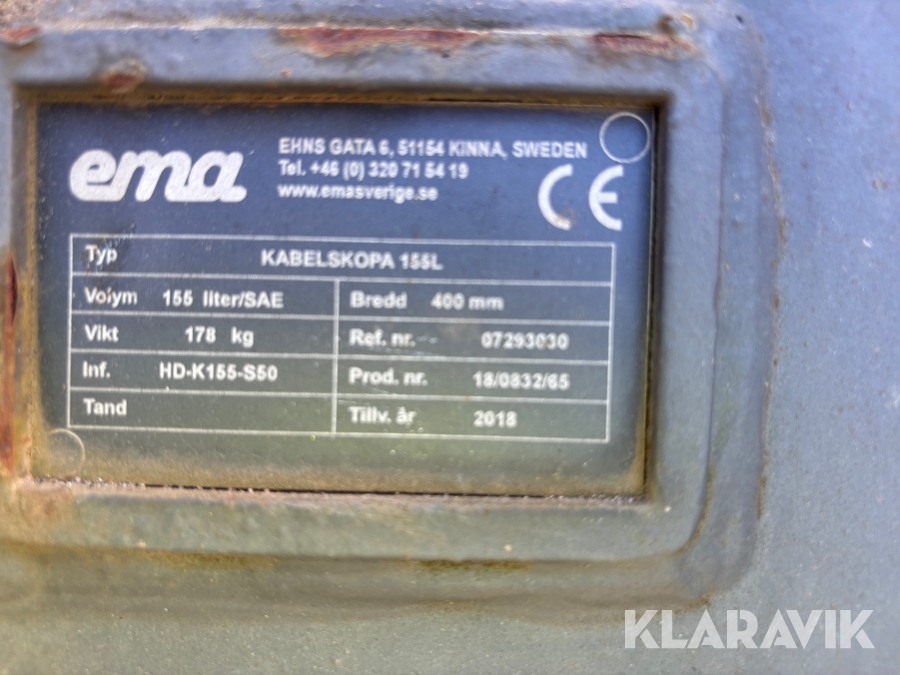 ema
EHNS GATA 6, 51154 KINNA, SWEDEN
Tel. +46 (0) 320 71 54 19
www.emasverige.se
CE
Typ KABELSKOPA 155L
Volym 155 liter/SAE Bredd 400 mm
Vikt 178 kg Ref. nr. 07293030
Inf. HD-K155-S50 Prod. nr. 18/0832/65
Tand Tillv. år 2018
KLARAVIK